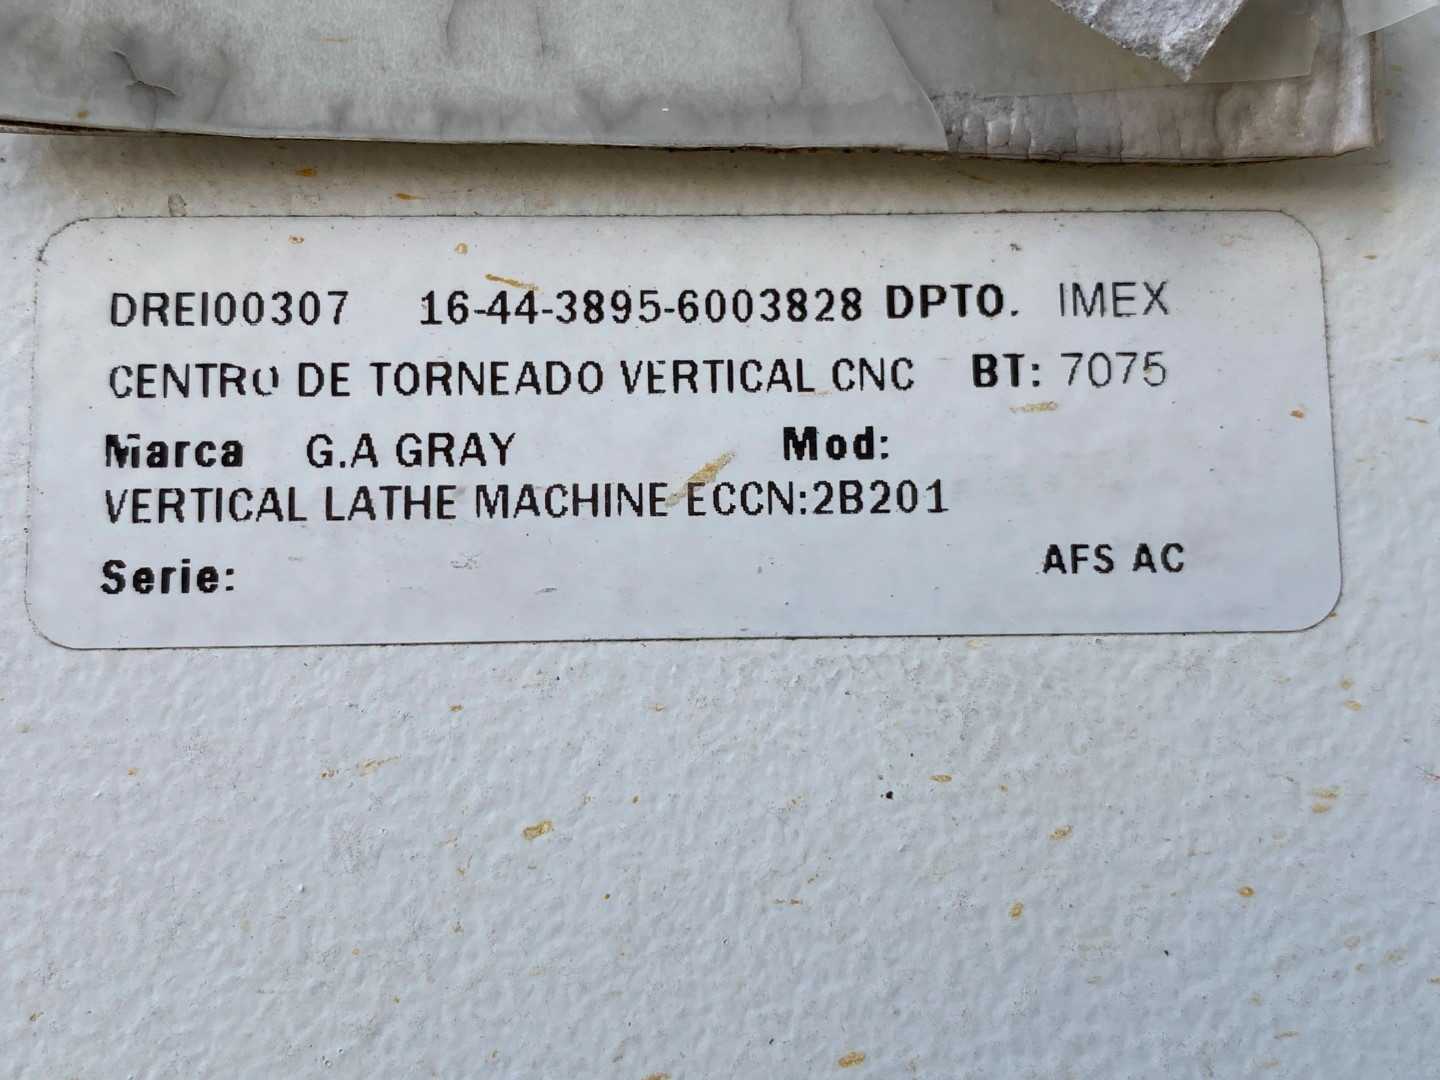 DREI00307 16-44-3895-6003828 DPTO. IMEX
CENTRO DE TORNEADO VERTICAL CNC BT: 7075
Marca G.A GRAY Mod:
VERTICAL LATHE MACHINE ECCN:2B201
Serie: AFS AC